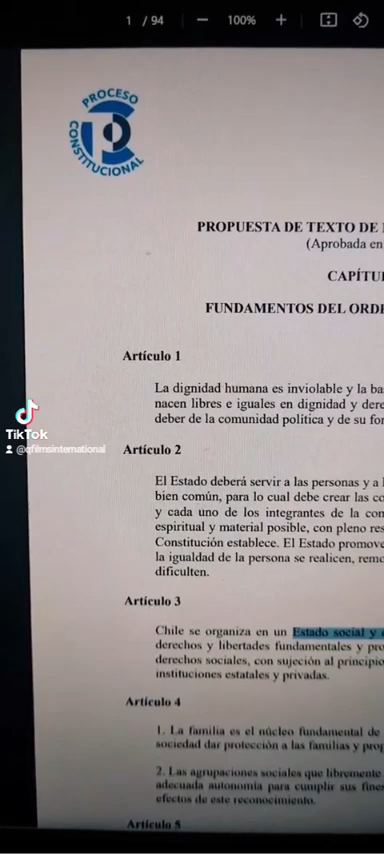 1 / 94 — 100% +
PROCESO
CONSTITUCIONAL
PROPUESTA DE TEXTO DE
(Aprobada en
CAPÍTU
FUNDAMENTOS DEL ORDE
Artículo 1
La dignidad humana es inviolable y la ba
nacen libres e iguales en dignidad y dere
deber de la comunidad política y de su for
TikTok
@qfilmsinternational
Artículo 2
El Estado deberá servir a las personas y a l
bien común, para lo cual debe crear las co
y cada uno de los integrantes de la com
espiritual y material posible, con pleno res
Constitución establece. El Estado promove
la igualdad de la persona se realicen, remo
dificulten.
Artículo 3
Chile se organiza en un Estado social y
derechos y libertades fundamentales y pro
derechos sociales, con sujeción al principio
instituciones estatales y privadas.
Artículo 4
1. La familia es el núcleo fundamental de
sociedad dar protección a las familias y prop
2. Las agrupaciones sociales que libremente
adecuada autonomía para cumplir sus fines
efectos de este reconocimiento.
Artículo 5